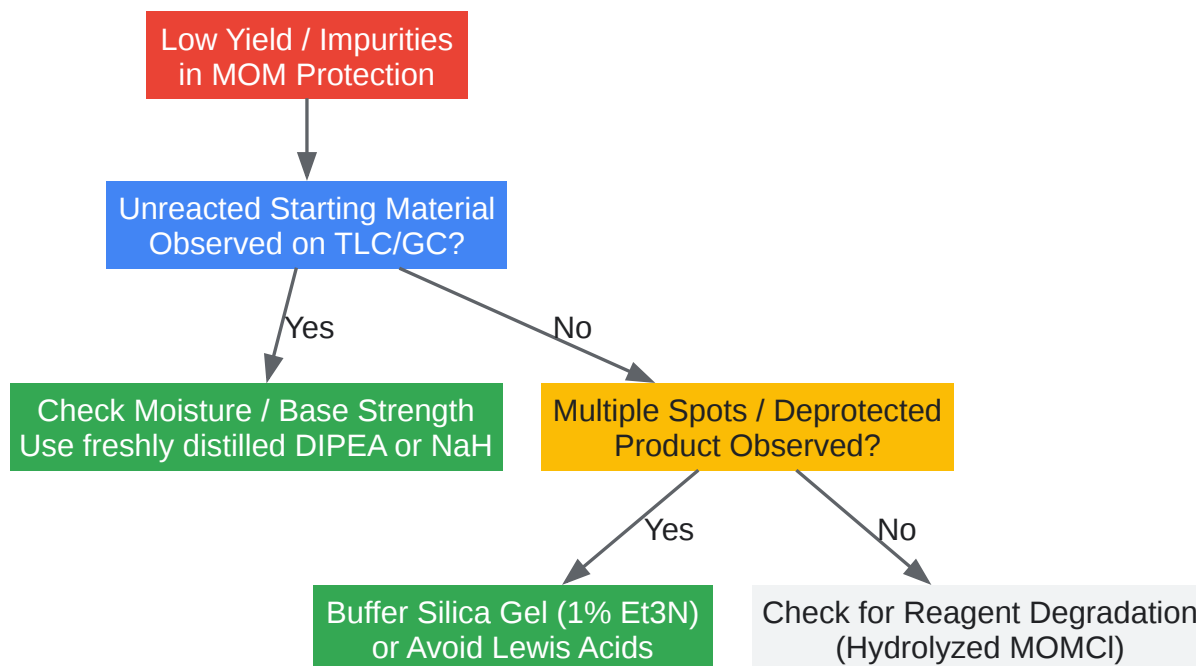 Low Yield / Impurities
in MOM Protection
Unreacted Starting Material
Observed on TLC/GC?
Yes
No
Check Moisture / Base Strength
Use freshly distilled DIPEA or NaH
Multiple Spots / Deprotected
Product Observed?
Yes
No
Buffer Silica Gel (1% Et3N)
or Avoid Lewis Acids
Check for Reagent Degradation
(Hydrolyzed MOMCl)